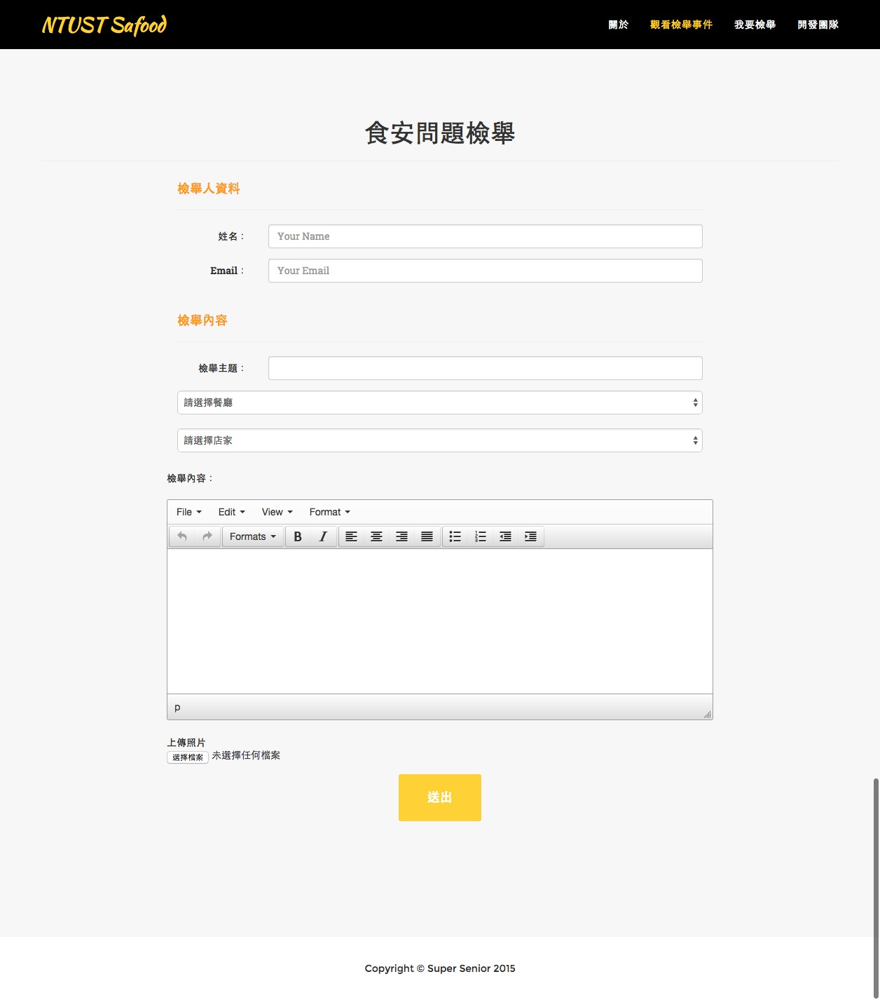 NTUST Safood
關於 觀看檢舉事件 我要檢舉 開發團隊
食安問題檢舉
檢舉人資料
姓名：
Your Name
Email：
Your Email
檢舉內容
檢舉主題：
請選擇餐廳
請選擇店家
檢舉內容：
File Edit View Format
Formats B I
p
上傳照片
選擇檔案 未選擇任何檔案
送出
Copyright © Super Senior 2015